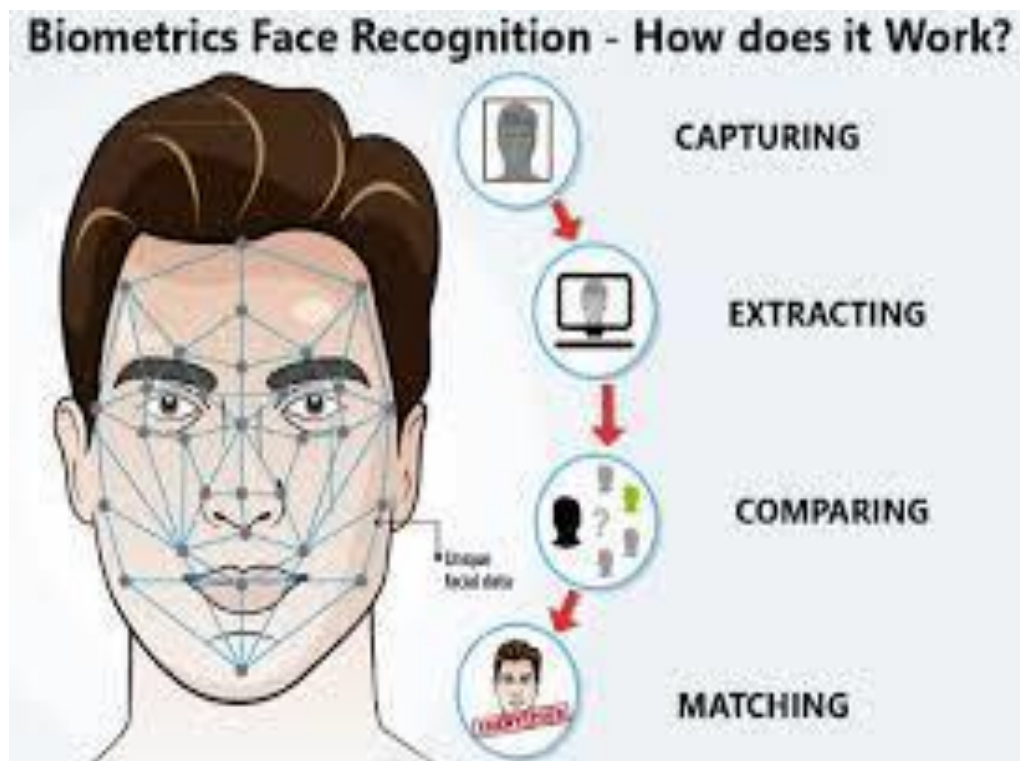 Biometrics Face Recognition - How does it Work?
CAPTURING
EXTRACTING
COMPARING
?
Unique
facial data
MATCHING